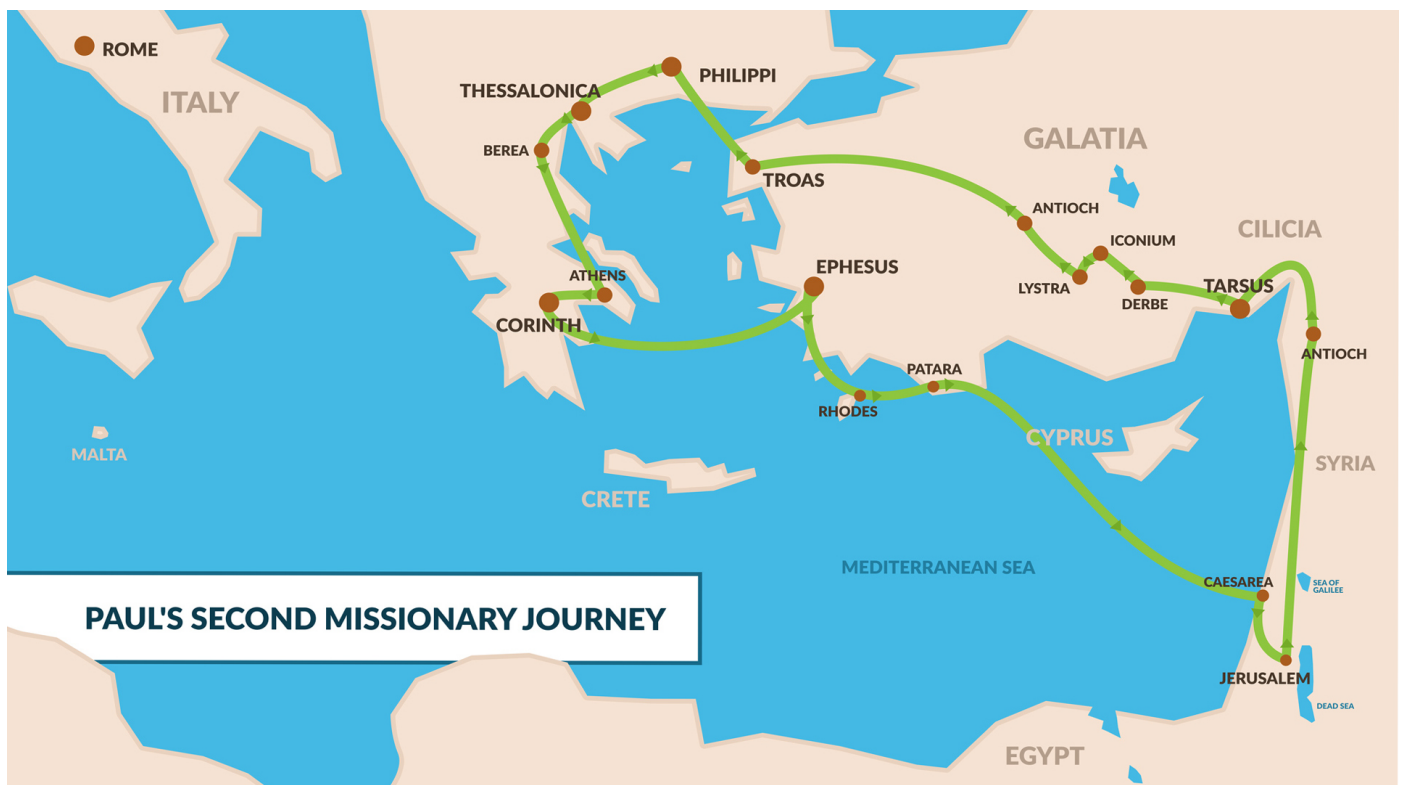 ROME
ITALY
THESSALONICA
PHILIPPI
BEREA
TROAS
GALATIA
ANTIOCH
CILICIA
ICONIUM
EPHESUS
ATHENS
LYSTRA
TARSUS
DERBE
CORINTH
ANTIOCH
PATARA
RHODES
CYPRUS
MALTA
SYRIA
CRETE
MEDITERRANEAN SEA
CAESAREA
SEA OF
GALILEE
PAUL'S SECOND MISSIONARY JOURNEY
JERUSALEM
DEAD SEA
EGYPT